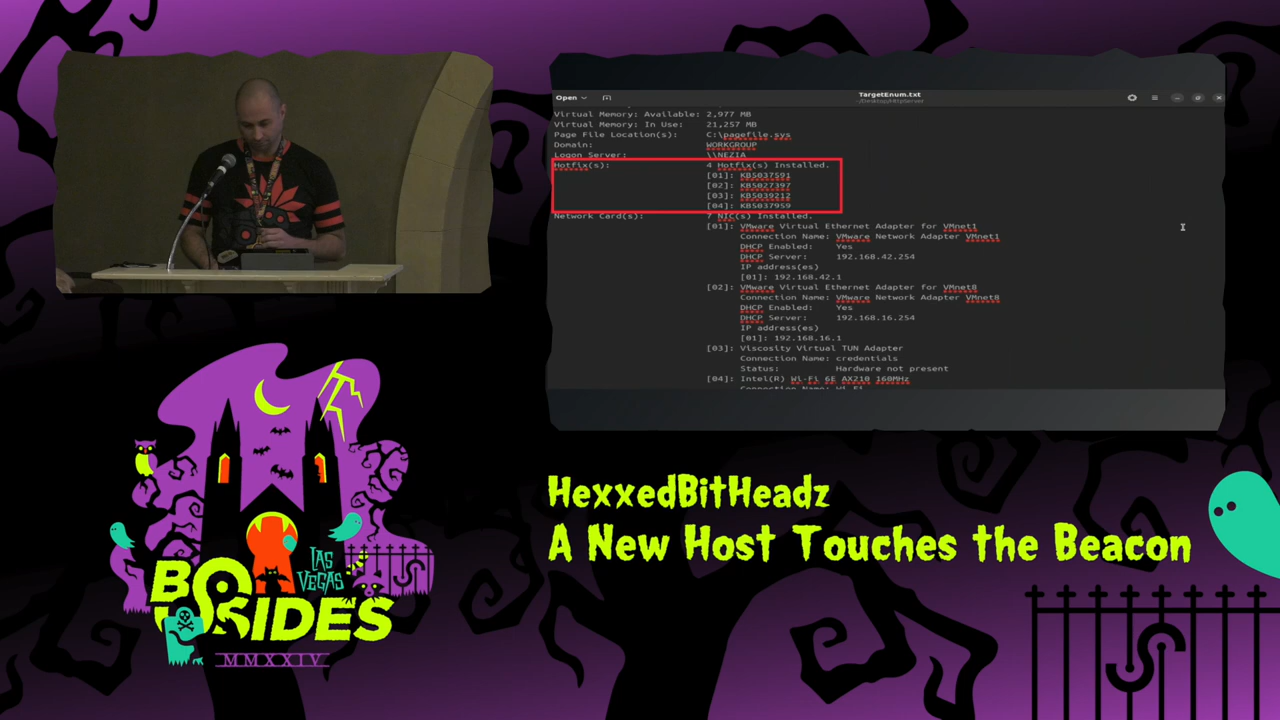 Open
TargetEnum.txt
~/Desktop/HttpServer
Virtual Memory: Available: 2,977 MB
Virtual Memory: In Use: 21,257 MB
Page File Location(s): C:\pagefile.sys
Domain: WORKGROUP
Logon Server: \\NEZIA
Hotfix(s): 4 Hotfix(s) Installed.
[01]: KB5037591
[02]: KB5027397
[03]: KB5039212
[04]: KB5037959
Network Card(s): 7 NIC(s) Installed.
[01]: VMware Virtual Ethernet Adapter for VMnet1
Connection Name: VMware Network Adapter VMnet1
DHCP Enabled: Yes
DHCP Server: 192.168.42.254
IP address(es)
[01]: 192.168.42.1
[02]: VMware Virtual Ethernet Adapter for VMnet8
Connection Name: VMware Network Adapter VMnet8
DHCP Enabled: Yes
DHCP Server: 192.168.16.254
IP address(es)
[01]: 192.168.16.1
[03]: Viscosity Virtual TUN Adapter
Connection Name: credentials
Status: Hardware not present
[04]: Intel(R) Wi-Fi 6E AX210 160MHz
Connection Name: Wi-Fi
HexxedBitHeadz
A New Host Touches the Beacon
LAS
VEGAS
BSIDES
MMXXIV